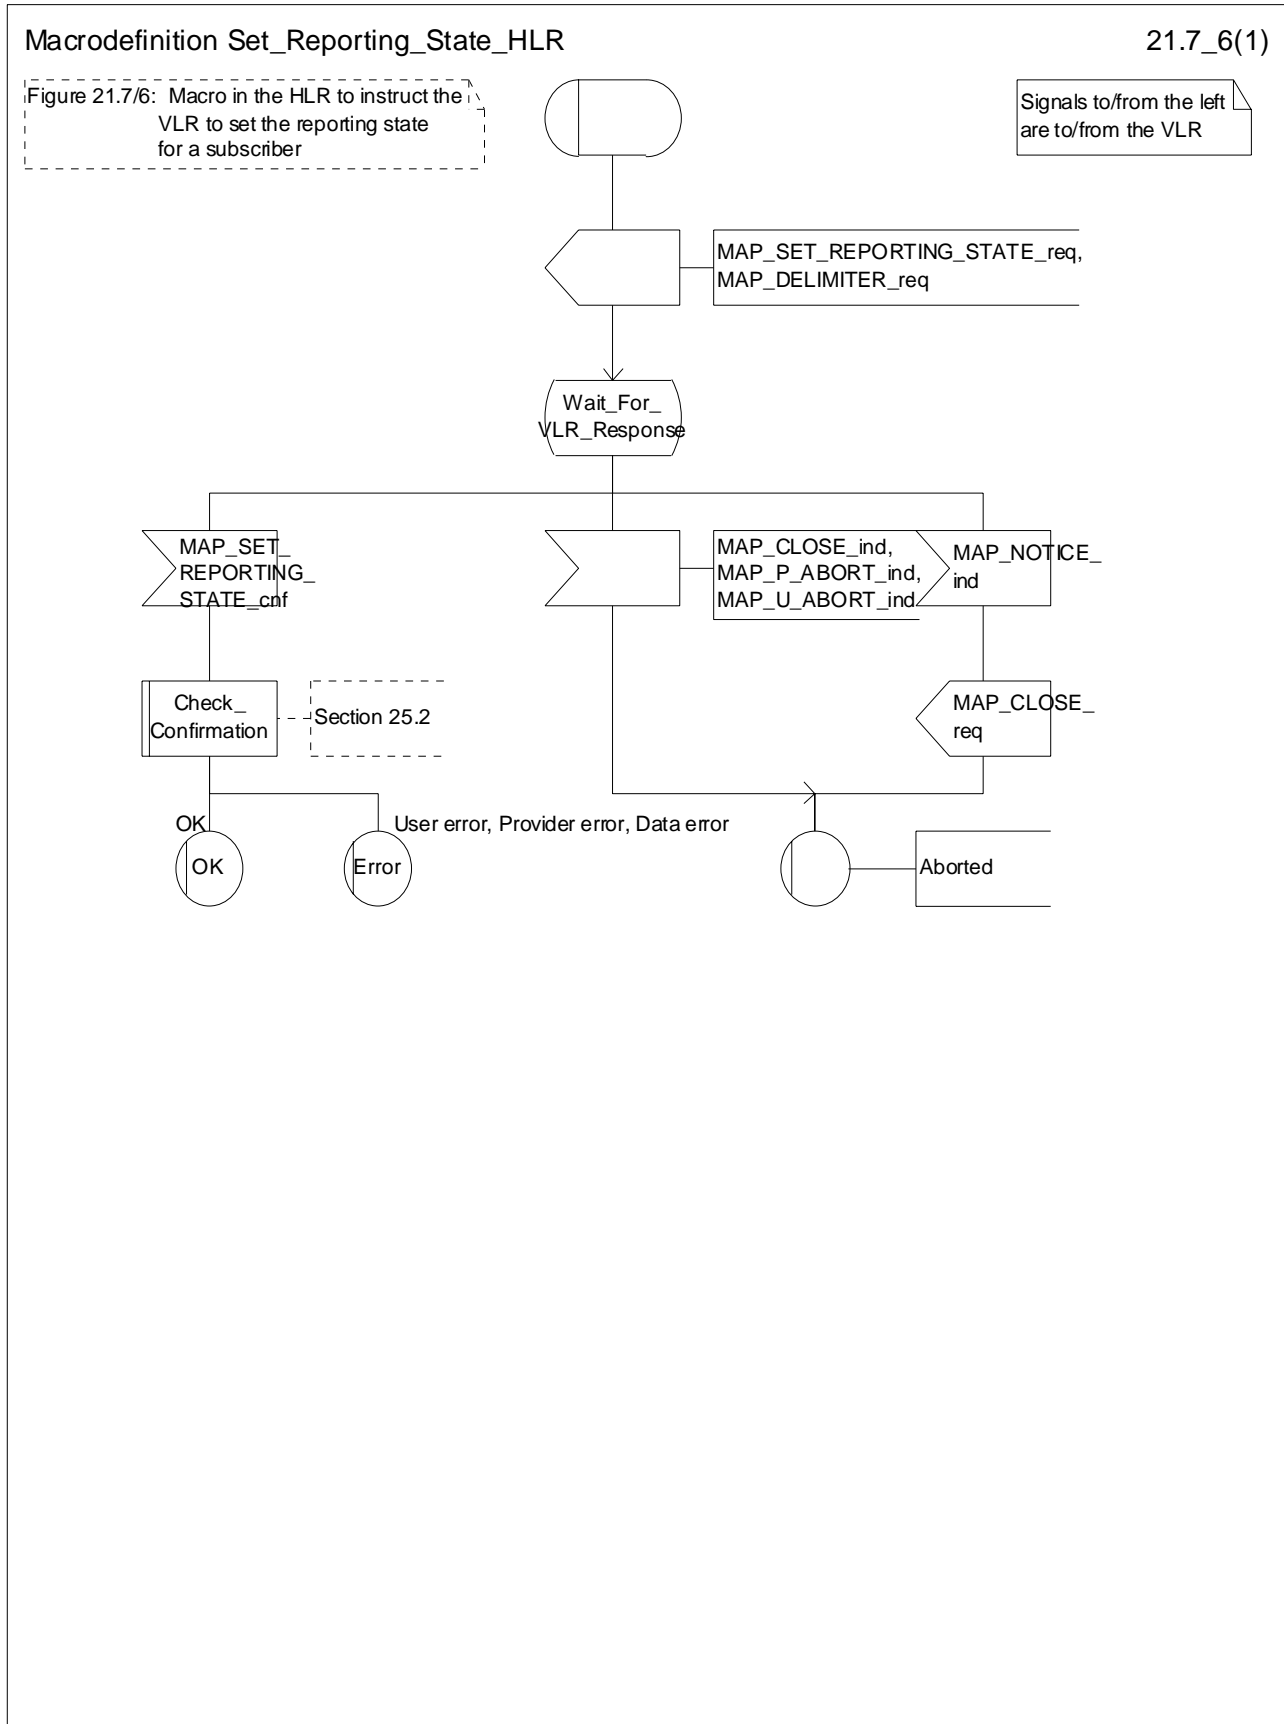 Macrodefinition Set_Reporting_State_HLR
21.7_6(1)
Figure 21.7/6: Macro in the HLR to instruct the
VLR to set the reporting state
for a subscriber
Signals to/from the left
are to/from the VLR
MAP_SET_REPORTING_STATE_req,
MAP_DELIMITER_req
Wait_For_
VLR_Response
MAP_SET_
REPORTING_
STATE_cnf
MAP_CLOSE_ind,
MAP_P_ABORT_ind,
MAP_U_ABORT_ind
MAP_NOTICE_
ind
Check_
Confirmation
Section 25.2
MAP_CLOSE_
req
OK
User error, Provider error, Data error
OK
Error
Aborted